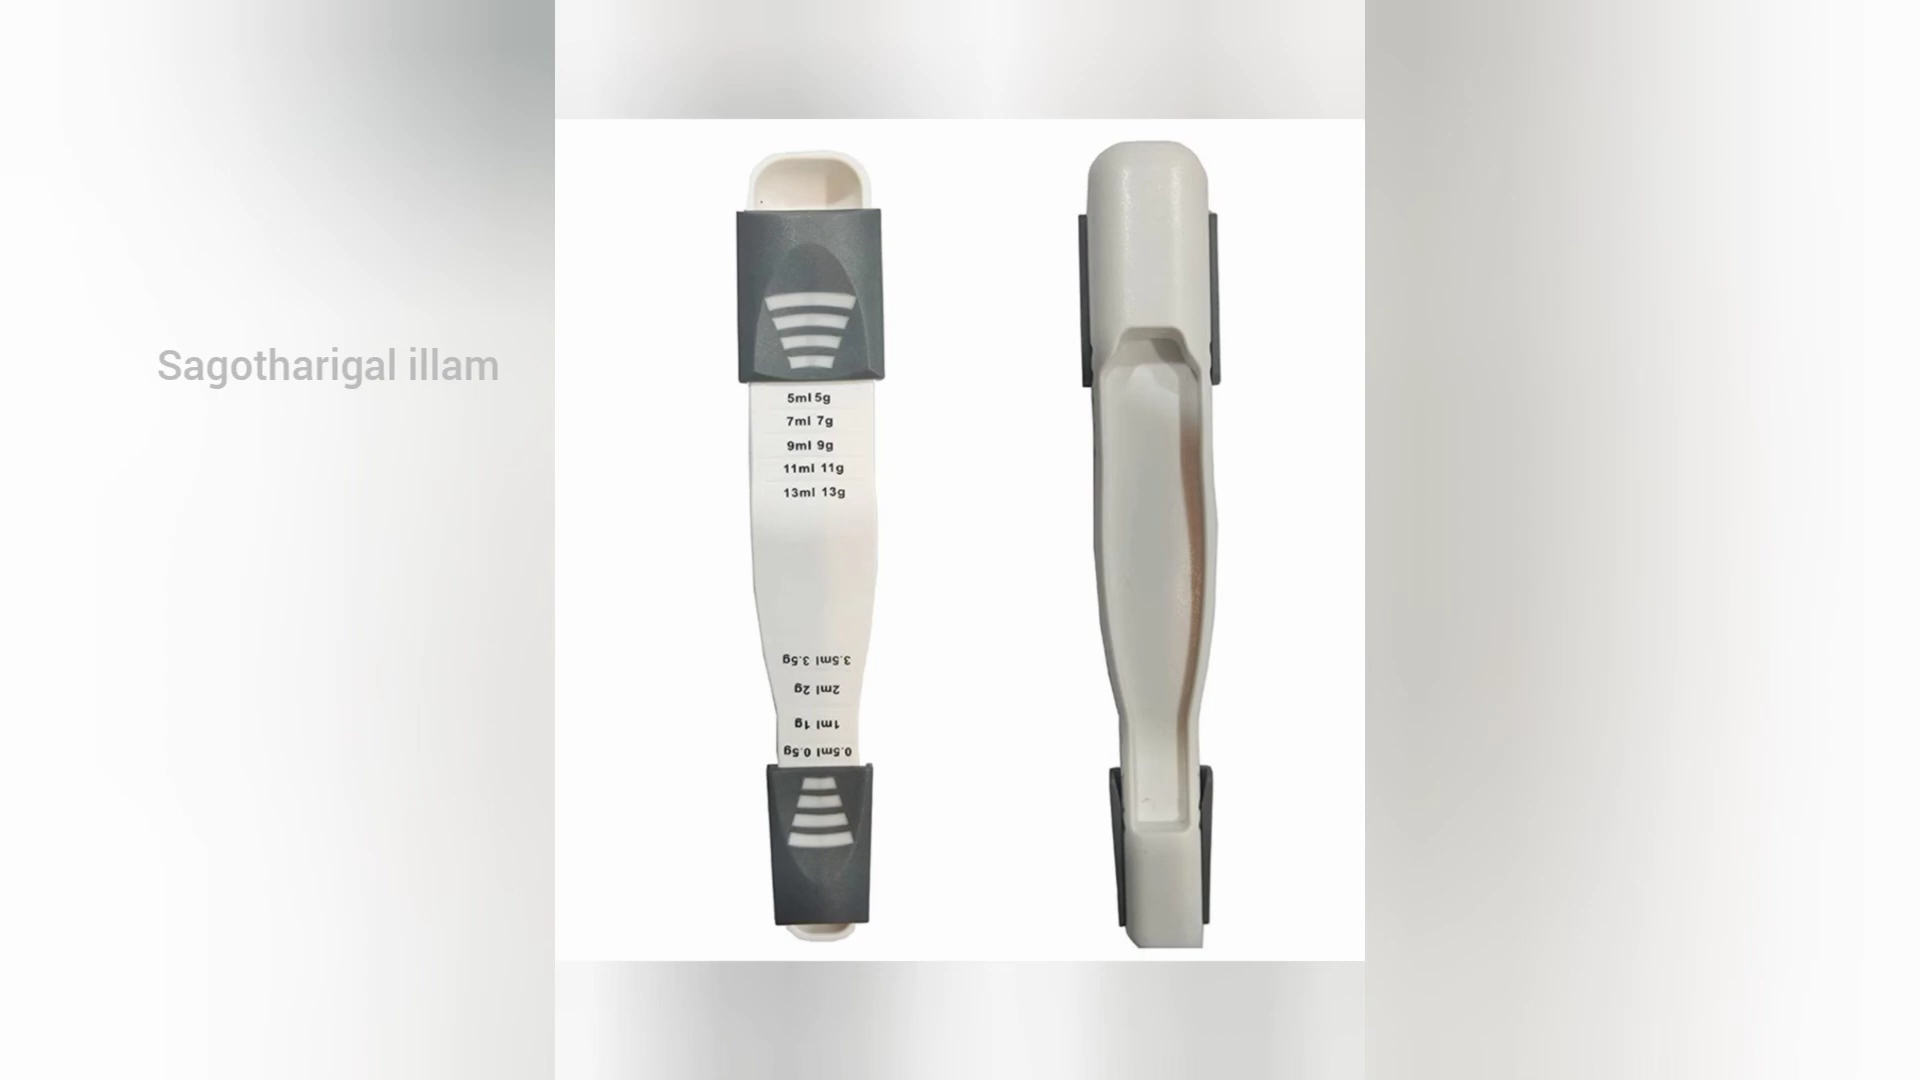 Sagotharigal illam
5ml 5g
7ml 7g
9ml 9g
11ml 11g
13ml 13g
3.5ml 3.5g
2ml 2g
1ml 1g
0.5ml 0.5g